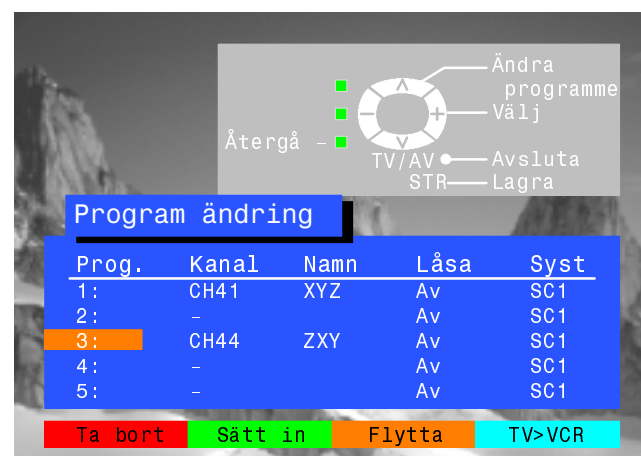 Ändra
programme
Välj
Återgå –
TV/AV Avsluta
STR Lagra
Program ändring
Prog. Kanal Namn Låsa Syst
1: CH41 XYZ Av SC1
2: – Av SC1
3: CH44 ZXY Av SC1
4: – Av SC1
5: – Av SC1
Ta bort Sätt in Flytta TV>VCR